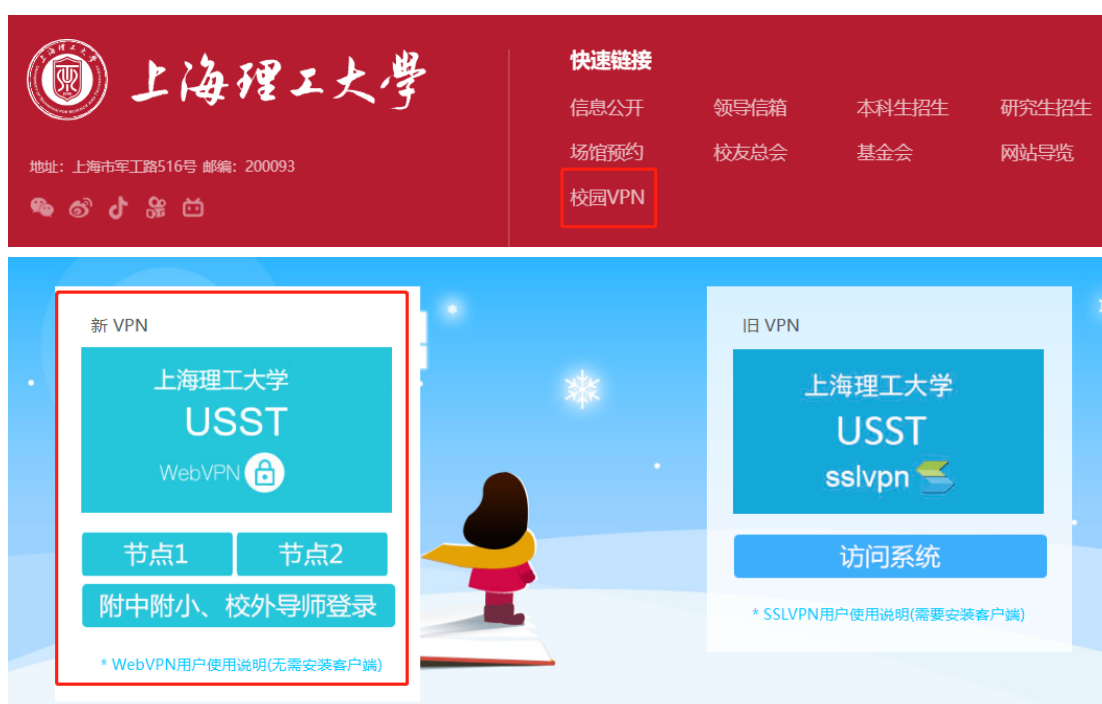 上海理工大學
地址：上海市军工路516号 邮编：200093
快速链接
信息公开 领导信箱 本科生招生 研究生招生
场馆预约 校友总会 基金会 网站导览
校园VPN
新 VPN
上海理工大学
USST
WebVPN
节点1 节点2
附中附小、校外导师登录
* WebVPN用户使用说明(无需安装客户端)
旧 VPN
上海理工大学
USST
sslvpn
访问系统
* SSLVPN用户使用说明(需要安装客户端)